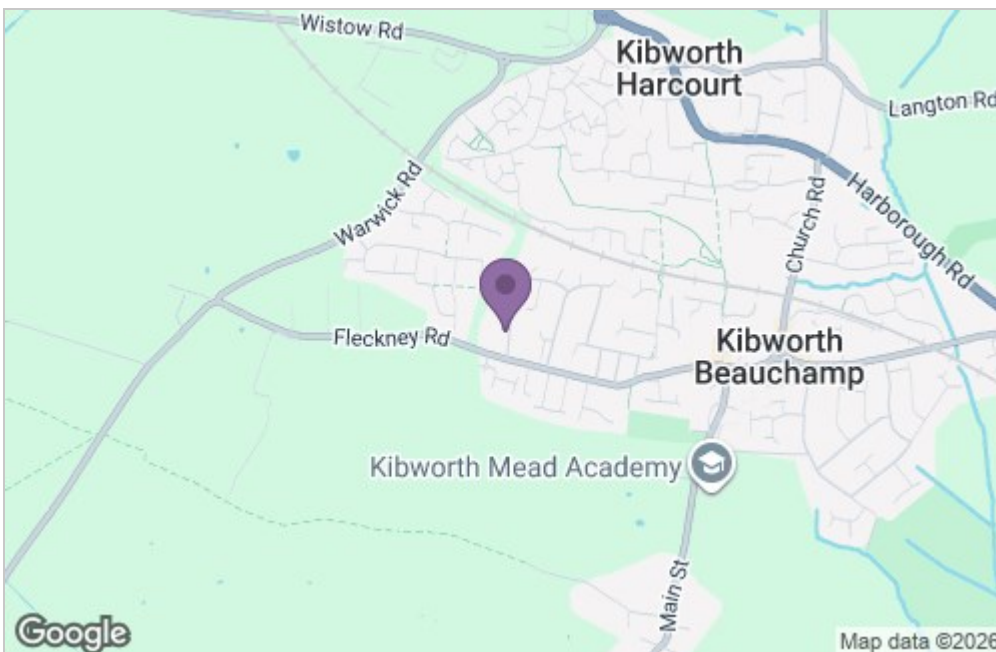 Wistow Rd
Kibworth
Harcourt
Langton Rd
Warwick Rd
Church Rd
Harborough Rd
Fleckney Rd
Kibworth
Beauchamp
Kibworth Mead Academy
Main St
Google
Map data ©2026